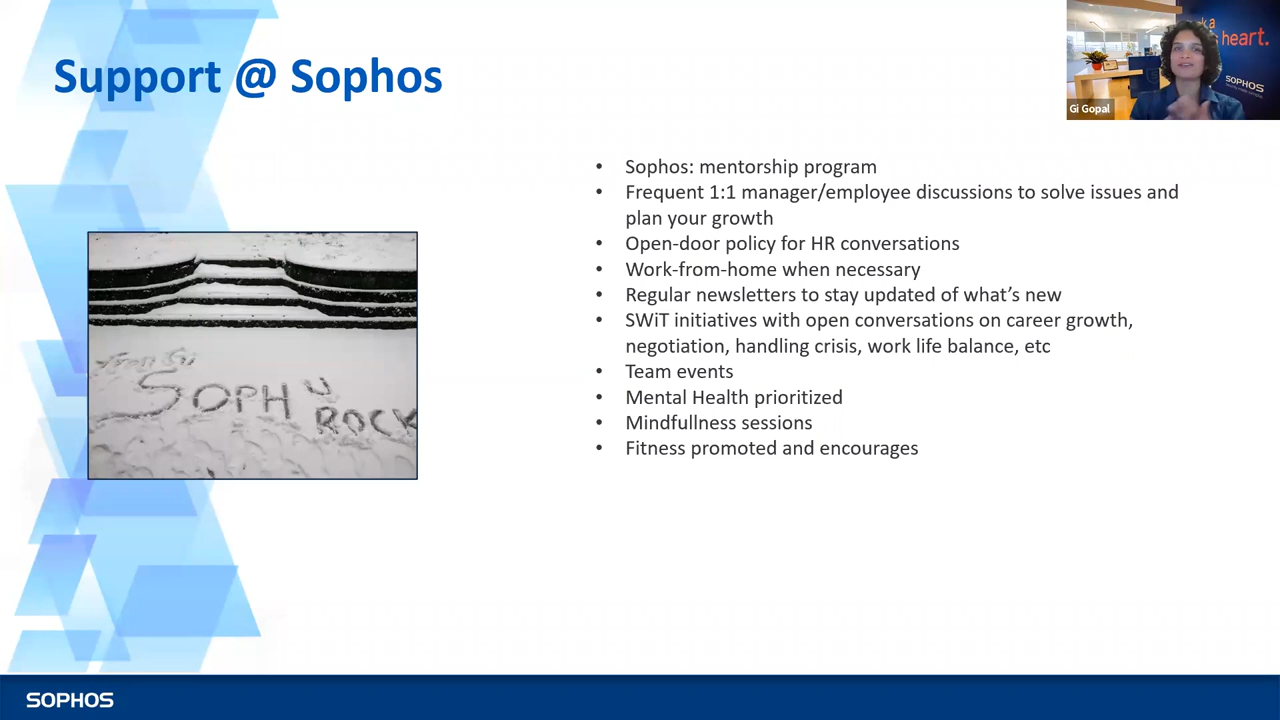 Support @ Sophos
a
heart.
SOPHOS
Gi Gopal
• Sophos: mentorship program
• Frequent 1:1 manager/employee discussions to solve issues and
plan your growth
• Open-door policy for HR conversations
• Work-from-home when necessary
• Regular newsletters to stay updated of what’s new
• SWiT initiatives with open conversations on career growth,
negotiation, handling crisis, work life balance, etc
• Team events
• Mental Health prioritized
• Mindfullness sessions
• Fitness promoted and encourages
SOPH U
ROCK
SOPHOS